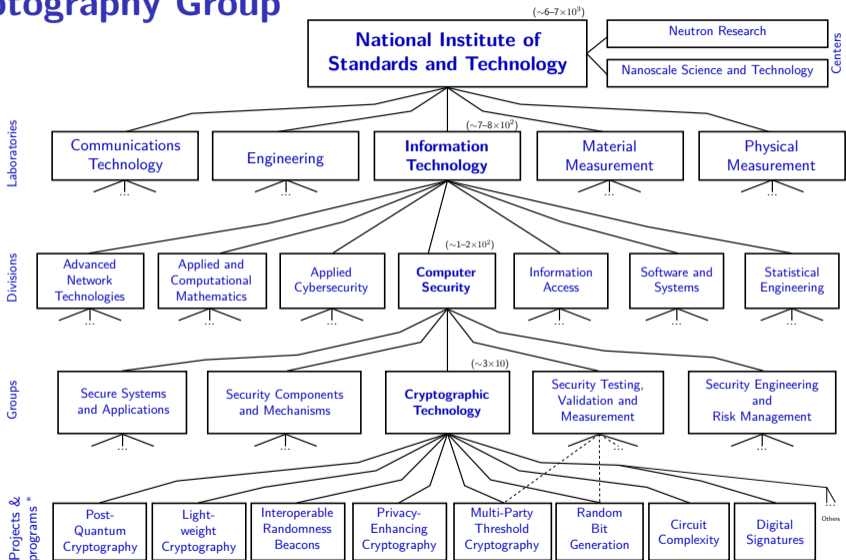 ptography Group
(∼6–7×10³)
National Institute of
Standards and Technology
Neutron Research
Nanoscale Science and Technology
Centers
Laboratories
(∼7–8×10²)
Communications
Technology
Engineering
Information
Technology
Material
Measurement
Physical
Measurement
...
...
...
...
Divisions
(∼1–2×10²)
Advanced
Network
Technologies
Applied and
Computational
Mathematics
Applied
Cybersecurity
Computer
Security
Information
Access
Software and
Systems
Statistical
Engineering
...
...
...
...
...
...
Groups
(∼3×10)
Secure Systems
and Applications
Security Components
and Mechanisms
Cryptographic
Technology
Security Testing,
Validation and
Measurement
Security Engineering
and
Risk Management
...
...
...
...
Projects &
programs *
Post-
Quantum
Cryptography
Light-
weight
Cryptography
Interoperable
Randomness
Beacons
Privacy-
Enhancing
Cryptography
Multi-Party
Threshold
Cryptography
Random
Bit
Generation
Circuit
Complexity
Digital
Signatures
...
Others